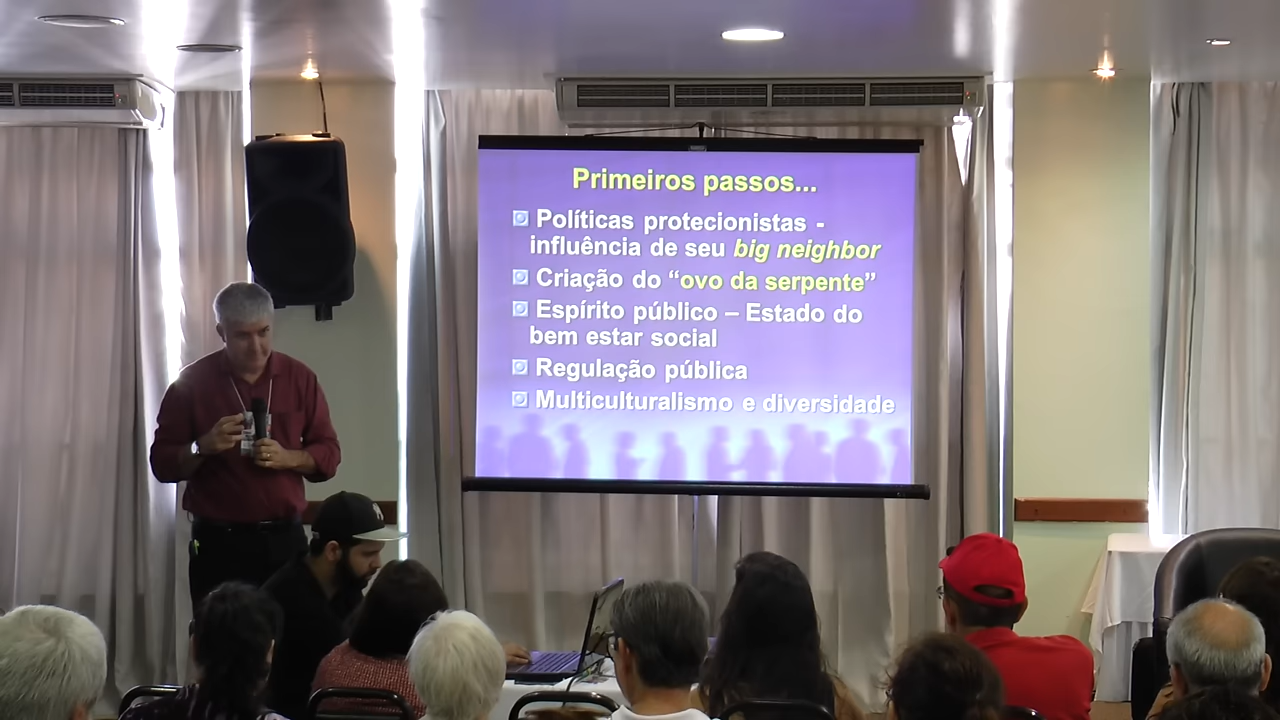 Primeiros passos...
Políticas protecionistas -
influência de seu big neighbor
Criação do “ovo da serpente”
Espírito público – Estado do
bem estar social
Regulação pública
Multiculturalismo e diversidade